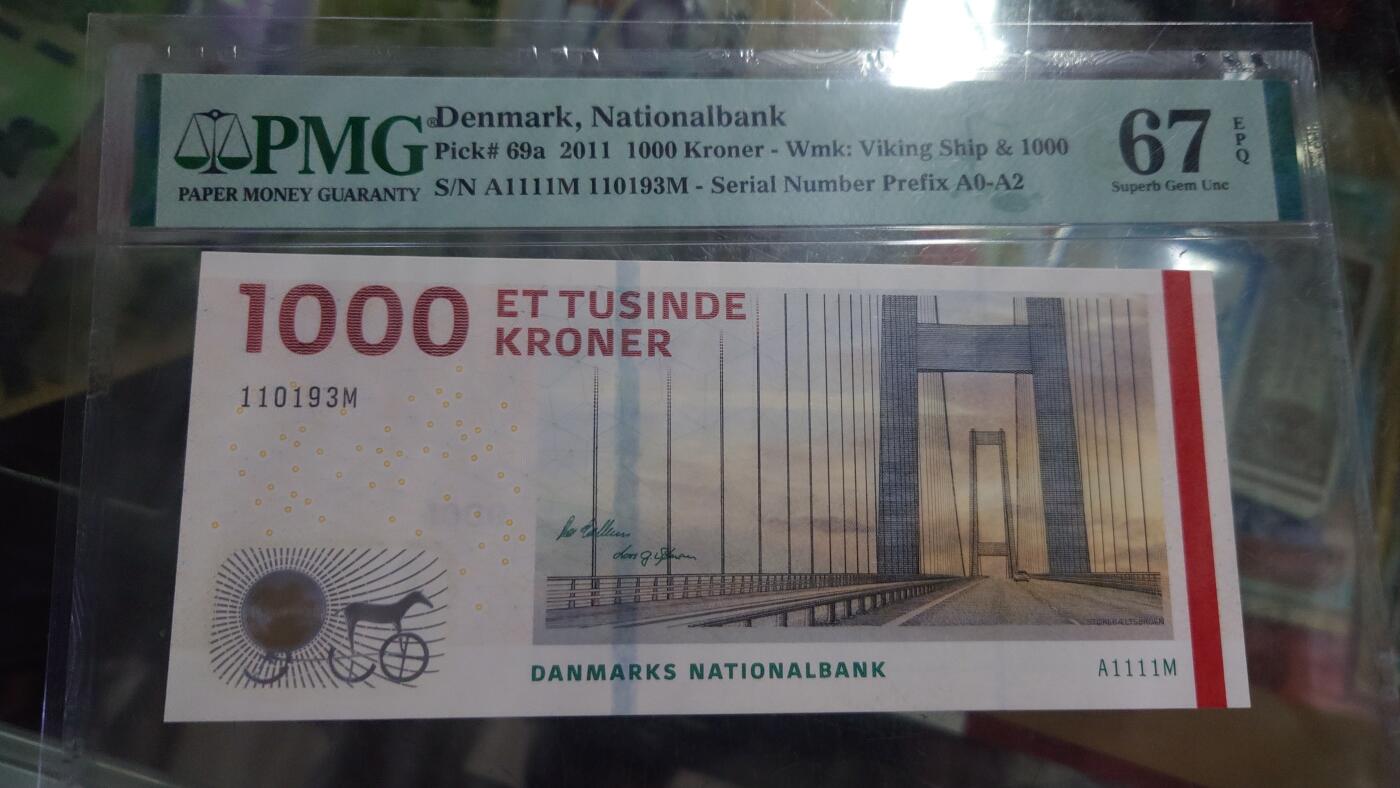 PMG®
PAPER MONEY GUARANTY
Denmark, Nationalbank
Pick# 69a 2011 1000 Kroner - Wmk: Viking Ship & 1000
S/N A1111M 110193M - Serial Number Prefix A0-A2
67
EPQ
Superb Gem Unc
1000
ET TUSINDE
KRONER
110193M
STOREBÆLTSBROEN
DANMARKS NATIONALBANK
A1111M